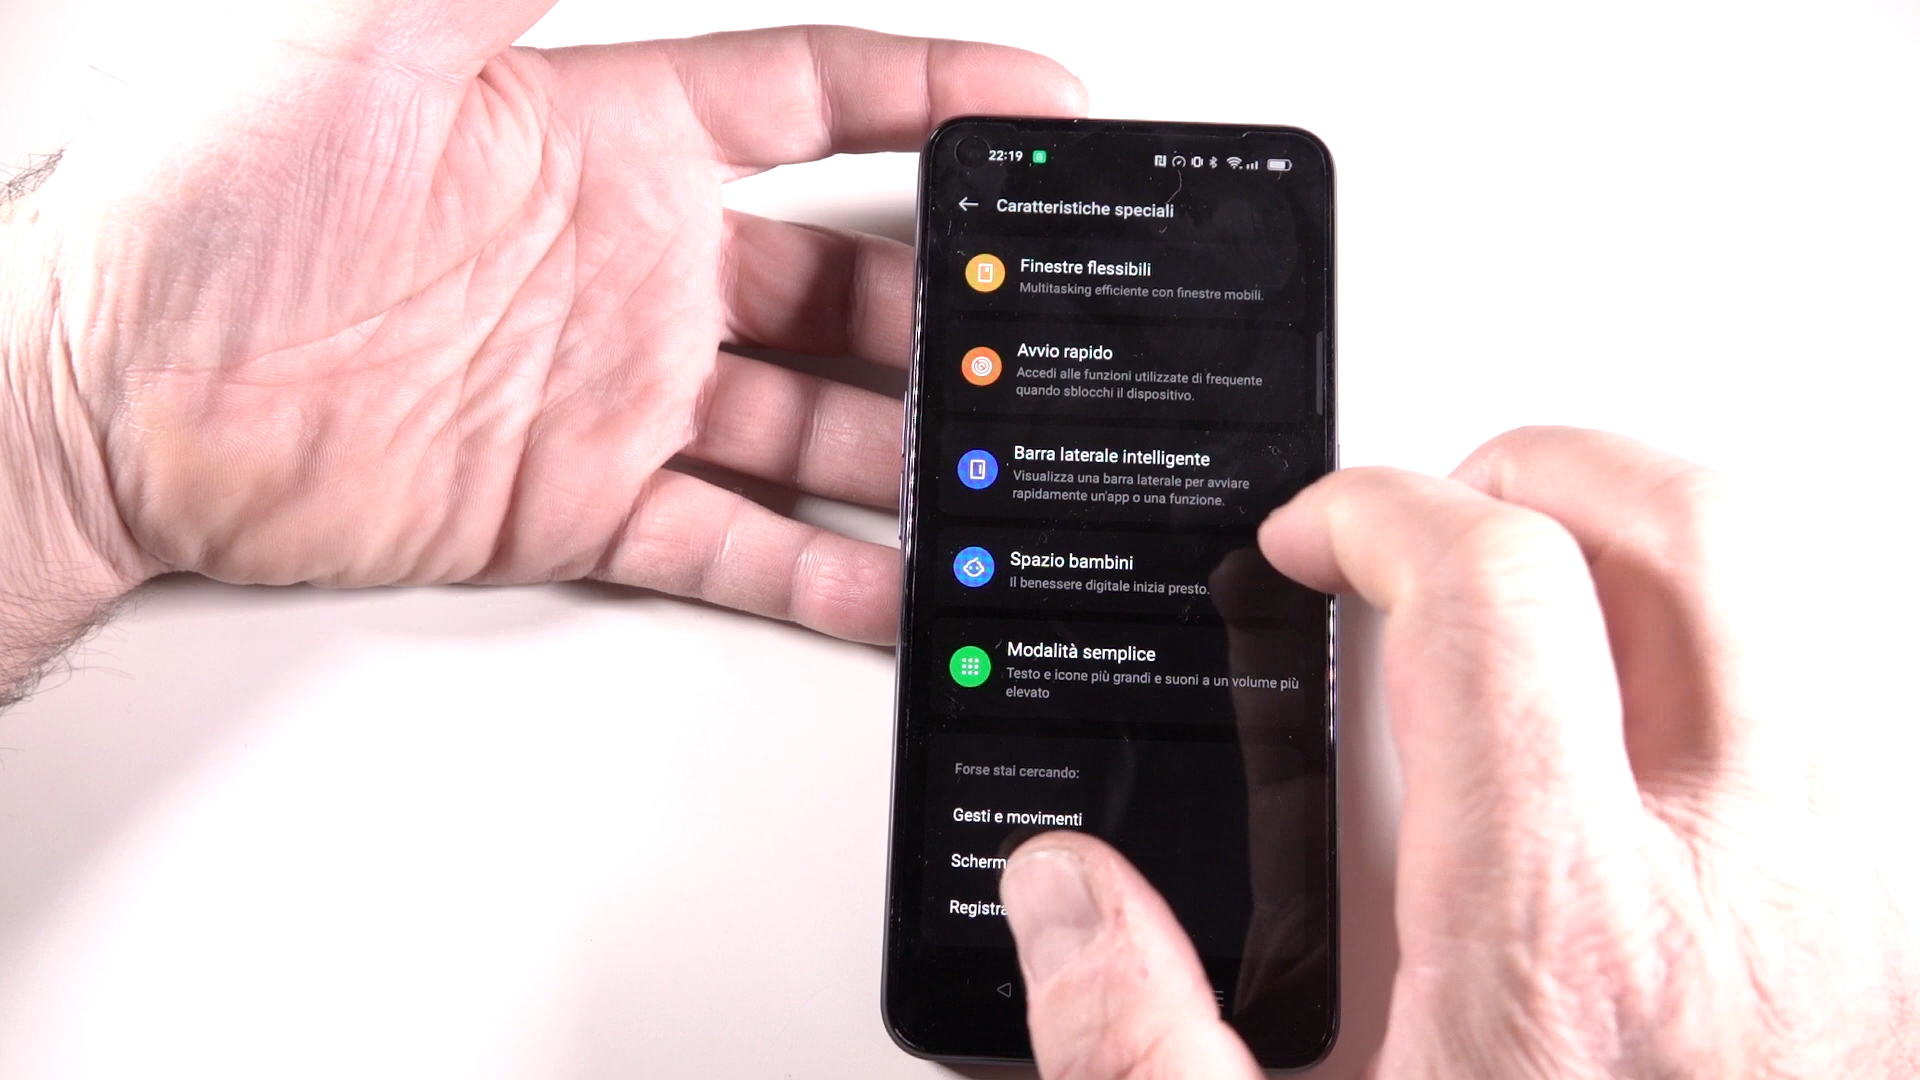 22:19
Caratteristiche speciali
Finestre flessibili
Multitasking efficiente con finestre mobili.
Avvio rapido
Accedi alle funzioni utilizzate di frequente
quando sblocchi il dispositivo.
Barra laterale intelligente
Visualizza una barra laterale per avviare
rapidamente un'app o una funzione.
Spazio bambini
Il benessere digitale inizia presto.
Modalità semplice
Testo e icone più grandi e suoni a un volume più
elevato
Forse stai cercando:
Gesti e movimenti